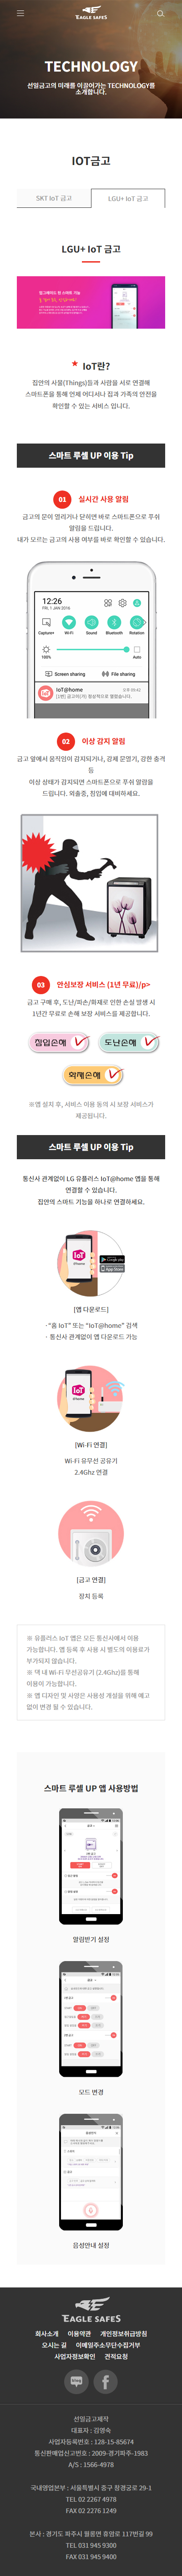 EAGLE SAFES
TECHNOLOGY
선일금고의 미래를 이끌어가는 TECHNOLOGY를
소개합니다.
IOT금고
SKT IoT 금고
LGU+ IoT 금고
LGU+ IoT 금고
* IoT란?
집안의 사물(Things)들과 사람을 서로 연결해
스마트폰을 통해 언제 어디서나 집과 가족의 안전을
확인할 수 있는 서비스 입니다.
스마트 루셀 UP 이용 Tip
01 실시간 사용 알림
금고의 문이 열리거나 닫히면 바로 스마트폰으로 푸쉬
알림을 드립니다.
내가 모르는 금고의 사용 여부을 바로 확인할 수 있습니다.
12:26
FRI, 1 JAN 2016
Capture+
Wi-Fi
Sound
Bluetooth
Rotation
100%
Auto
Screen sharing
File sharing
IoT@home
02 이상 감지 알림
금고 앞에서 움직임이 감지되거나, 강제 문열기, 강한 충격
등
이상 상태가 감지되면 스마트폰으로 푸쉬 알림을
드립니다. 외출중, 침입에 대비하세요.
03 안심보장 서비스 (1년 무료)/p>
금고 구매 후, 도난/파손/화재로 인한 손실 발생 시
1년간 무료로 손해 보장 서비스를 제공합니다.
침입손해
도난손해
화재손해
※앱 설치 후, 서비스 이용 동의 시 보장 서비스가
제공됩니다.
스마트 루셀 UP 이용 Tip
통신사 관계없이 LG 유플러스 IoT@home 앱을 통해
연결할 수 있습니다.
집안의 스마트 기능을 하나로 연결하세요.
IoT
Google play
App Store
[앱 다운로드]
· “홈 IoT” 또는 “IoT@home” 검색
· 통신사 관계없이 앱 다운로드 가능
IoT
[Wi-Fi 연결]
Wi-Fi 유무선 공유기
2.4Ghz 연결
[금고 연결]
장치 등록
※ 유플러스 IoT 앱은 모든 통신사에서 이용
가능합니다. 앱 등록 후 사용 시 별도의 이용료가
부가되지 않습니다.
※ 댁 내 Wi-Fi 무선공유기 (2.4Ghz)를 통해
이용이 가능합니다.
※ 앱 디자인 및 사양은 사용성 개설을 위해 예고
없이 변경 될 수 있습니다.
스마트 루셀 UP 앱 사용방법
알람받기 설정
모드 변경
음성안내 설정
EAGLE SAFES
회사소개 이용약관 개인정보취급방침
오시는 길 이메일주소무단수집거부
사업자정보확인 견적요청
blog
선일금고제작
대표자 : 김영숙
사업자등록번호 : 128-15-85674
통신판매업신고번호 : 2009-경기파주-1983
A/S : 1566-4978
국내영업본부 : 서울특별시 중구 창경궁로 29-1
TEL 02 2267 4978
FAX 02 2276 1249
본사 : 경기도 파주시 월롱면 휴암로 117번길 99
TEL 031 945 9300
FAX 031 945 9400